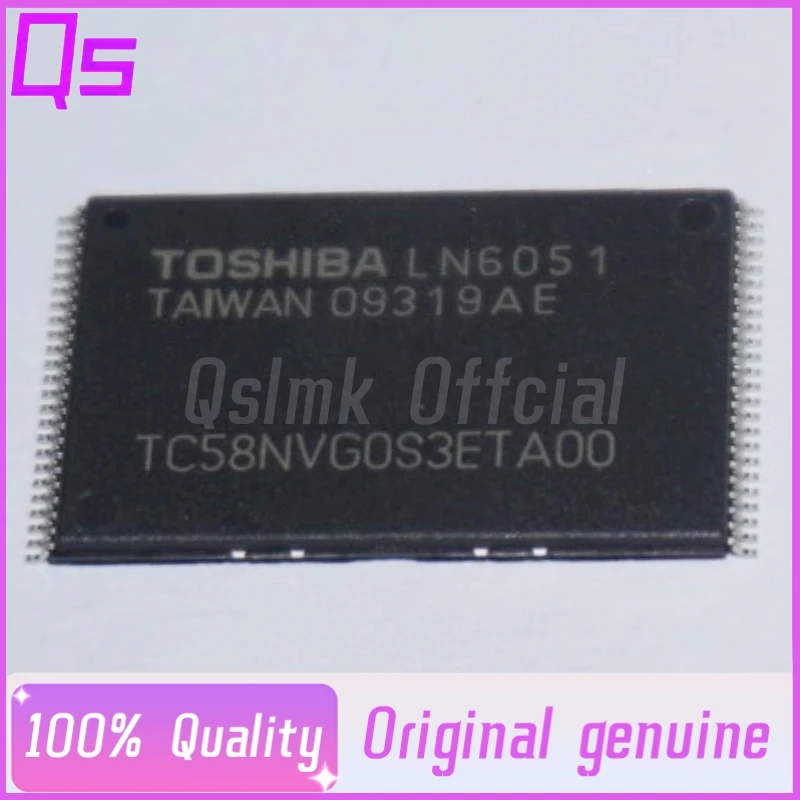 Qs
TOSHIBA LN6051
TAIWAN 09319AE
Qslmk Offcial
TC58NVG0S3ETA00
100% Quality
Original genuine